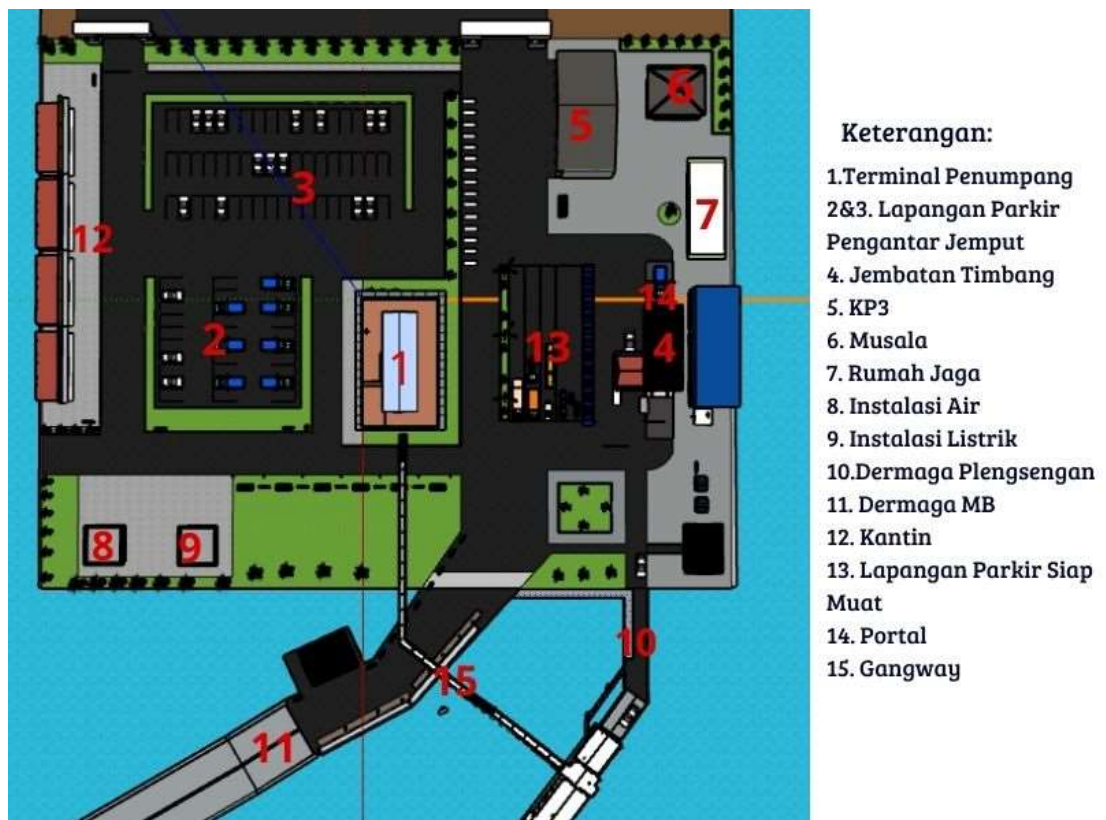 5
6
3
7
12
14
2
1
13
4
8
9
10
15
11
Keterangan:
1.Terminal Penumpang
2&3. Lapangan Parkir
Pengantar Jemput
4. Jembatan Timbang
5. KP3
6. Musala
7. Rumah Jaga
8. Instalasi Air
9. Instalasi Listrik
10.Dermaga Plengsengan
11. Dermaga MB
12. Kantin
13. Lapangan Parkir Siap
Muat
14. Portal
15. Gangway